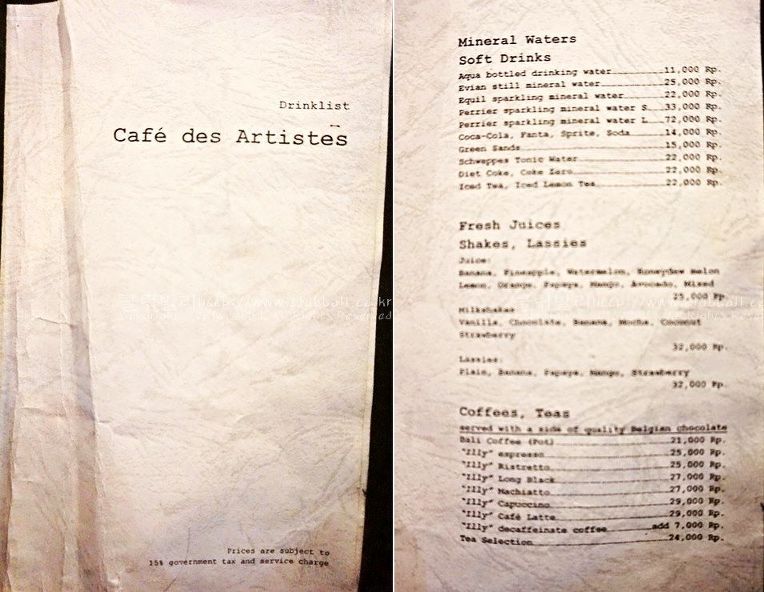 Drinklist
Café des Artistes
Prices are subject to
15% government tax and service charge
Mineral Waters
Soft Drinks
Aqua bottled drinking water 11,000 Rp.
Evian still mineral water 25,000 Rp.
Equil sparkling mineral water 22,000 Rp.
Perrier sparkling mineral water S 33,000 Rp.
Perrier sparkling mineral water L 72,000 Rp.
Coca-Cola, Fanta, Sprite, Soda 14,000 Rp.
Green Sands 15,000 Rp.
Schweppes Tonic Water 22,000 Rp.
Diet Coke, Coke Zero 22,000 Rp.
Iced Tea, Iced Lemon Tea 22,000 Rp.
Fresh Juices
Shakes, Lassies
Juice:
Banana, Pineapple, Watermelon, Honeydew melon
Lemon, Orange, Papaya, Mango, Avocado, Mixed
25,000 Rp.
Milkshakes
Vanilla, Chocolate, Banana, Mocha, Coconut
Strawberry
32,000 Rp.
Lassies:
Plain, Banana, Papaya, Mango, Strawberry
32,000 Rp.
Coffees, Teas
served with a side of quality Belgian chocolate
Bali Coffee (Pot) 21,000 Rp.
"Illy" espresso 25,000 Rp.
"Illy" Ristretto 25,000 Rp.
"Illy" Long Black 27,000 Rp.
"Illy" Machiatto 27,000 Rp.
"Illy" Capuccino 29,000 Rp.
"Illy" Café Latte 29,000 Rp.
"Illy" decaffeinate coffee add 7,000 Rp.
Tea Selection 24,000 Rp.